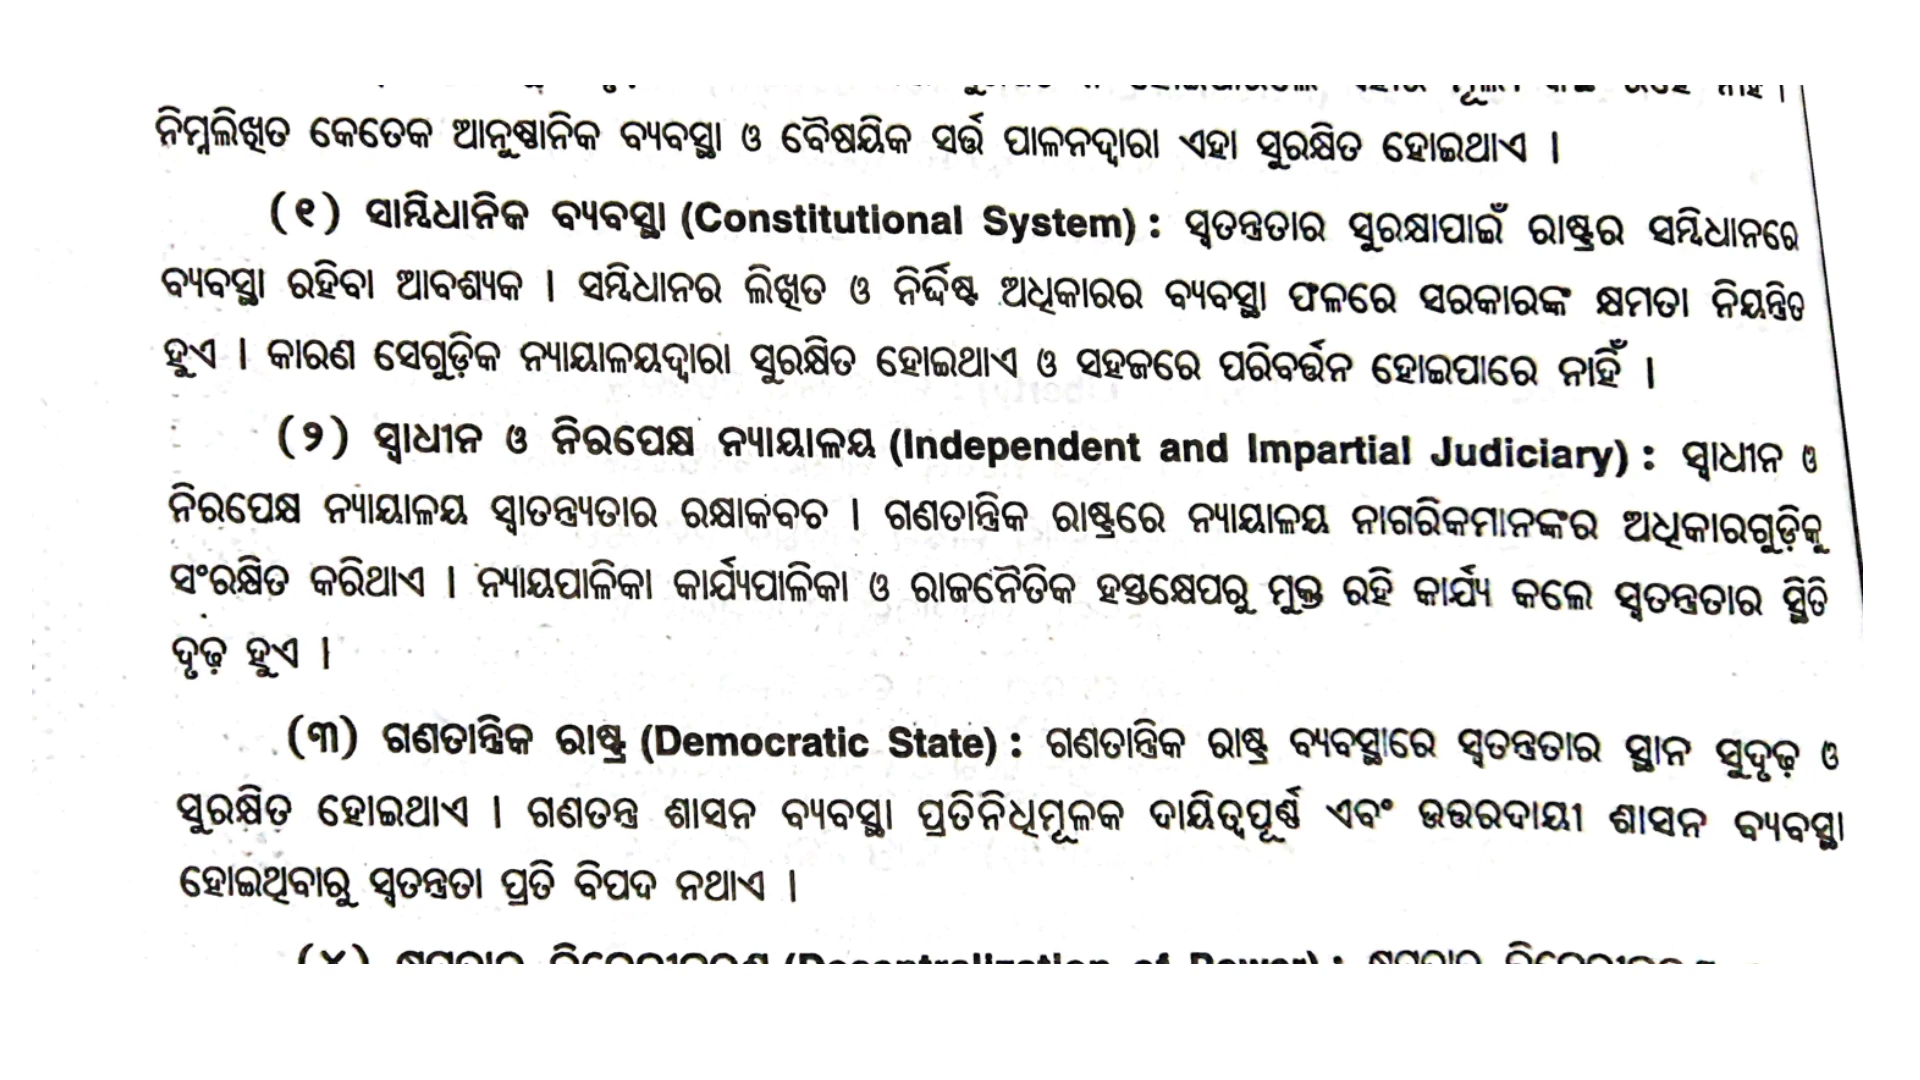 ନିମ୍ନଲିଖିତ କେତେକ ଆନୁଷ୍ଠାନିକ ବ୍ୟବସ୍ଥା ଓ ବୈଷୟିକ ସର୍ତ୍ତ ପାଳନଦ୍ୱାରା ଏହା ସୁରକ୍ଷିତ ହୋଇଥାଏ ।
(୧) ସାମ୍ବିଧାନିକ ବ୍ୟବସ୍ଥା (Constitutional System) : ସ୍ୱତନ୍ତ୍ରତାର ସୁରକ୍ଷାପାଇଁ ରାଷ୍ଟ୍ରର ସମ୍ବିଧାନରେ
ବ୍ୟବସ୍ଥା ରହିବା ଆବଶ୍ୟକ । ସମ୍ବିଧାନର ଲିଖିତ ଓ ନିର୍ଦ୍ଦିଷ୍ଟ ଅଧିକାରର ବ୍ୟବସ୍ଥା ଫଳରେ ସରକାରଙ୍କ କ୍ଷମତା ନିୟନ୍ତ୍ରିତ
ହୁଏ । କାରଣ ସେଗୁଡ଼ିକ ନ୍ୟାୟାଳୟଦ୍ୱାରା ସୁରକ୍ଷିତ ହୋଇଥାଏ ଓ ସହଜରେ ପରିବର୍ତ୍ତନ ହୋଇପାରେ ନାହିଁ ।
(୨) ସ୍ୱାଧୀନ ଓ ନିରପେକ୍ଷ ନ୍ୟାୟାଳୟ (Independent and Impartial Judiciary) : ସ୍ୱାଧୀନ ଓ
ନିରପେକ୍ଷ ନ୍ୟାୟାଳୟ ସ୍ୱାତନ୍ତ୍ର୍ୟତାର ରକ୍ଷାକବଚ । ଗଣତାନ୍ତ୍ରିକ ରାଷ୍ଟ୍ରରେ ନ୍ୟାୟାଳୟ ନାଗରିକମାନଙ୍କର ଅଧିକାରଗୁଡ଼ିକୁ
ସଂରକ୍ଷିତ କରିଥାଏ । ନ୍ୟାୟପାଳିକା କାର୍ଯ୍ୟପାଳିକା ଓ ରାଜନୈତିକ ହସ୍ତକ୍ଷେପରୁ ମୁକ୍ତ ରହି କାର୍ଯ୍ୟ କଲେ ସ୍ୱତନ୍ତ୍ରତାର ସ୍ଥିତି
ଦୃଢ଼ ହୁଏ ।
(୩) ଗଣତାନ୍ତ୍ରିକ ରାଷ୍ଟ୍ର (Democratic State) : ଗଣତାନ୍ତ୍ରିକ ରାଷ୍ଟ୍ର ବ୍ୟବସ୍ଥାରେ ସ୍ୱତନ୍ତ୍ରତାର ସ୍ଥାନ ସୁଦୃଢ଼ ଓ
ସୁରକ୍ଷିତ ହୋଇଥାଏ । ଗଣତନ୍ତ୍ର ଶାସନ ବ୍ୟବସ୍ଥା ପ୍ରତିନିଧିମୂଳକ ଦାୟିତ୍ୱପୂର୍ଣ୍ଣ ଏବଂ ଉତ୍ତରଦାୟୀ ଶାସନ ବ୍ୟବସ୍ଥା
ହୋଇଥିବାରୁ ସ୍ୱତନ୍ତ୍ରତା ପ୍ରତି ବିପଦ ନଥାଏ ।
(Decentralization of Power) :